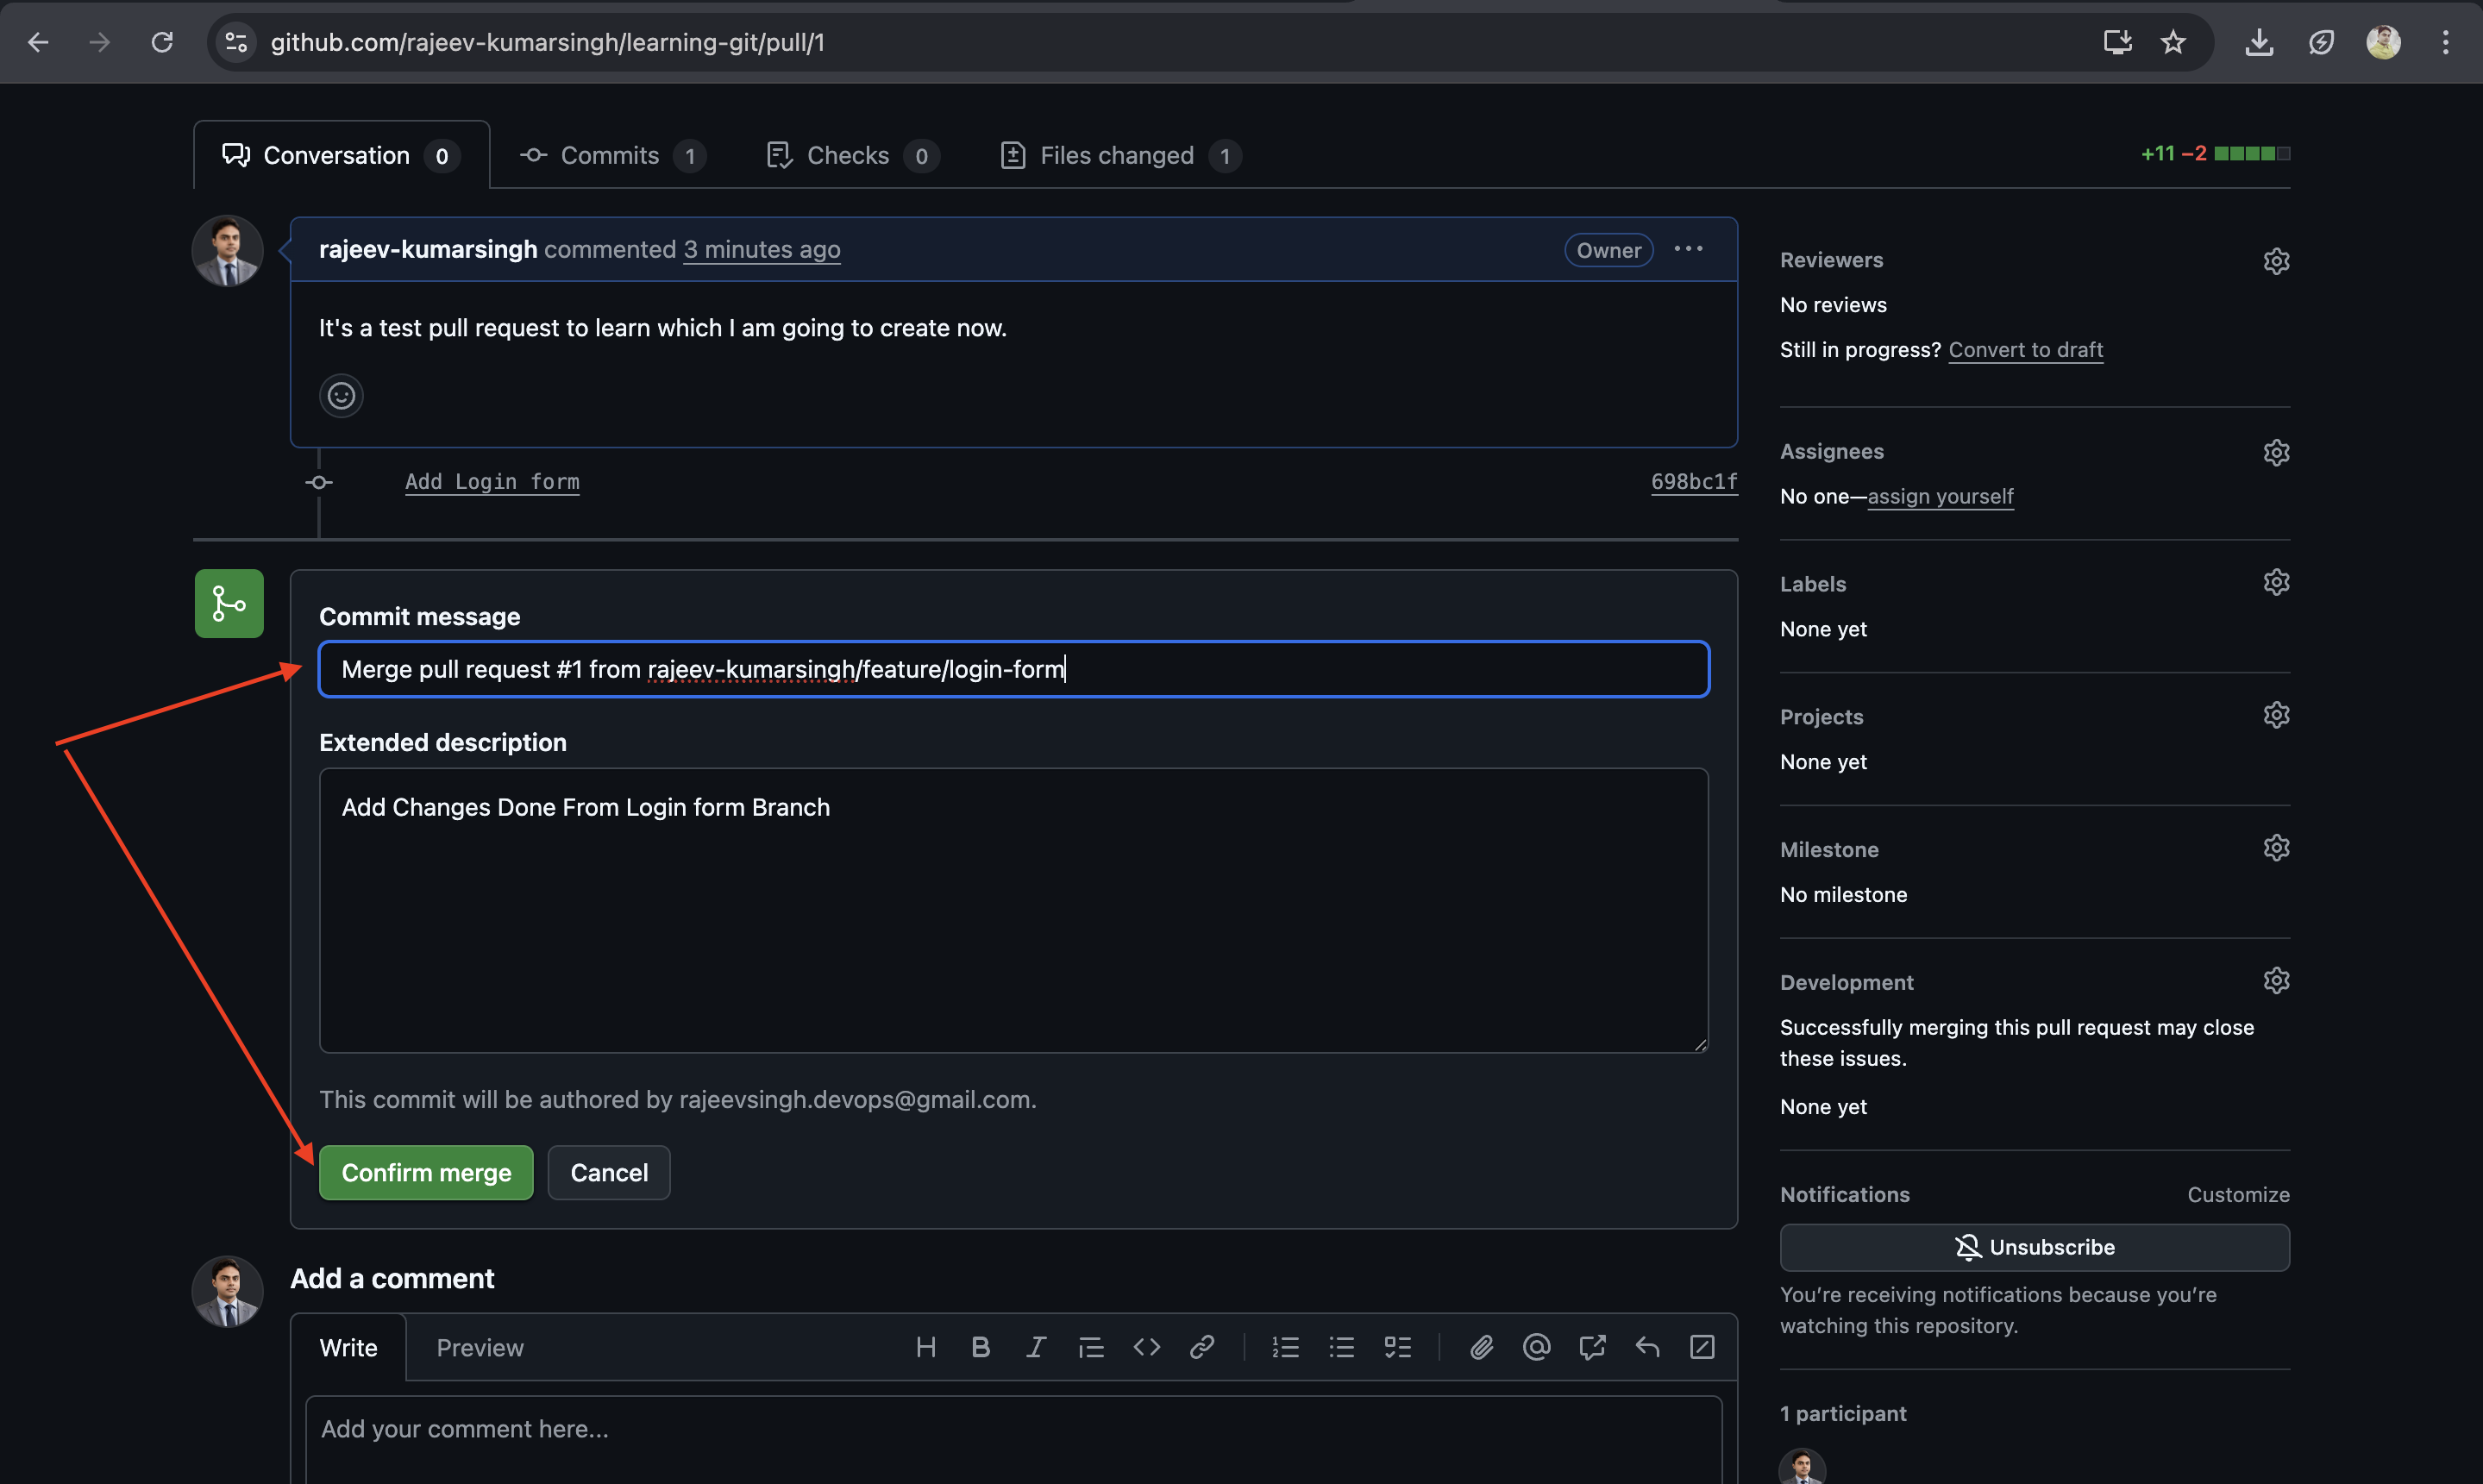 github.com/rajeev-kumarsingh/learning-git/pull/1
Conversation 0
Commits 1
Checks 0
Files changed 1
+11 −2
rajeev-kumarsingh commented 3 minutes ago
Owner
It's a test pull request to learn which I am going to create now.
Add Login form
698bc1f
Commit message
Merge pull request #1 from rajeev-kumarsingh/feature/login-form
Extended description
Add Changes Done From Login form Branch
This commit will be authored by rajeevsingh.devops@gmail.com.
Confirm merge
Cancel
Add a comment
Write
Preview
Add your comment here...
Reviewers
No reviews
Still in progress? Convert to draft
Assignees
No one—assign yourself
Labels
None yet
Projects
None yet
Milestone
No milestone
Development
Successfully merging this pull request may close
these issues.
None yet
Notifications
Customize
Unsubscribe
You’re receiving notifications because you’re
watching this repository.
1 participant